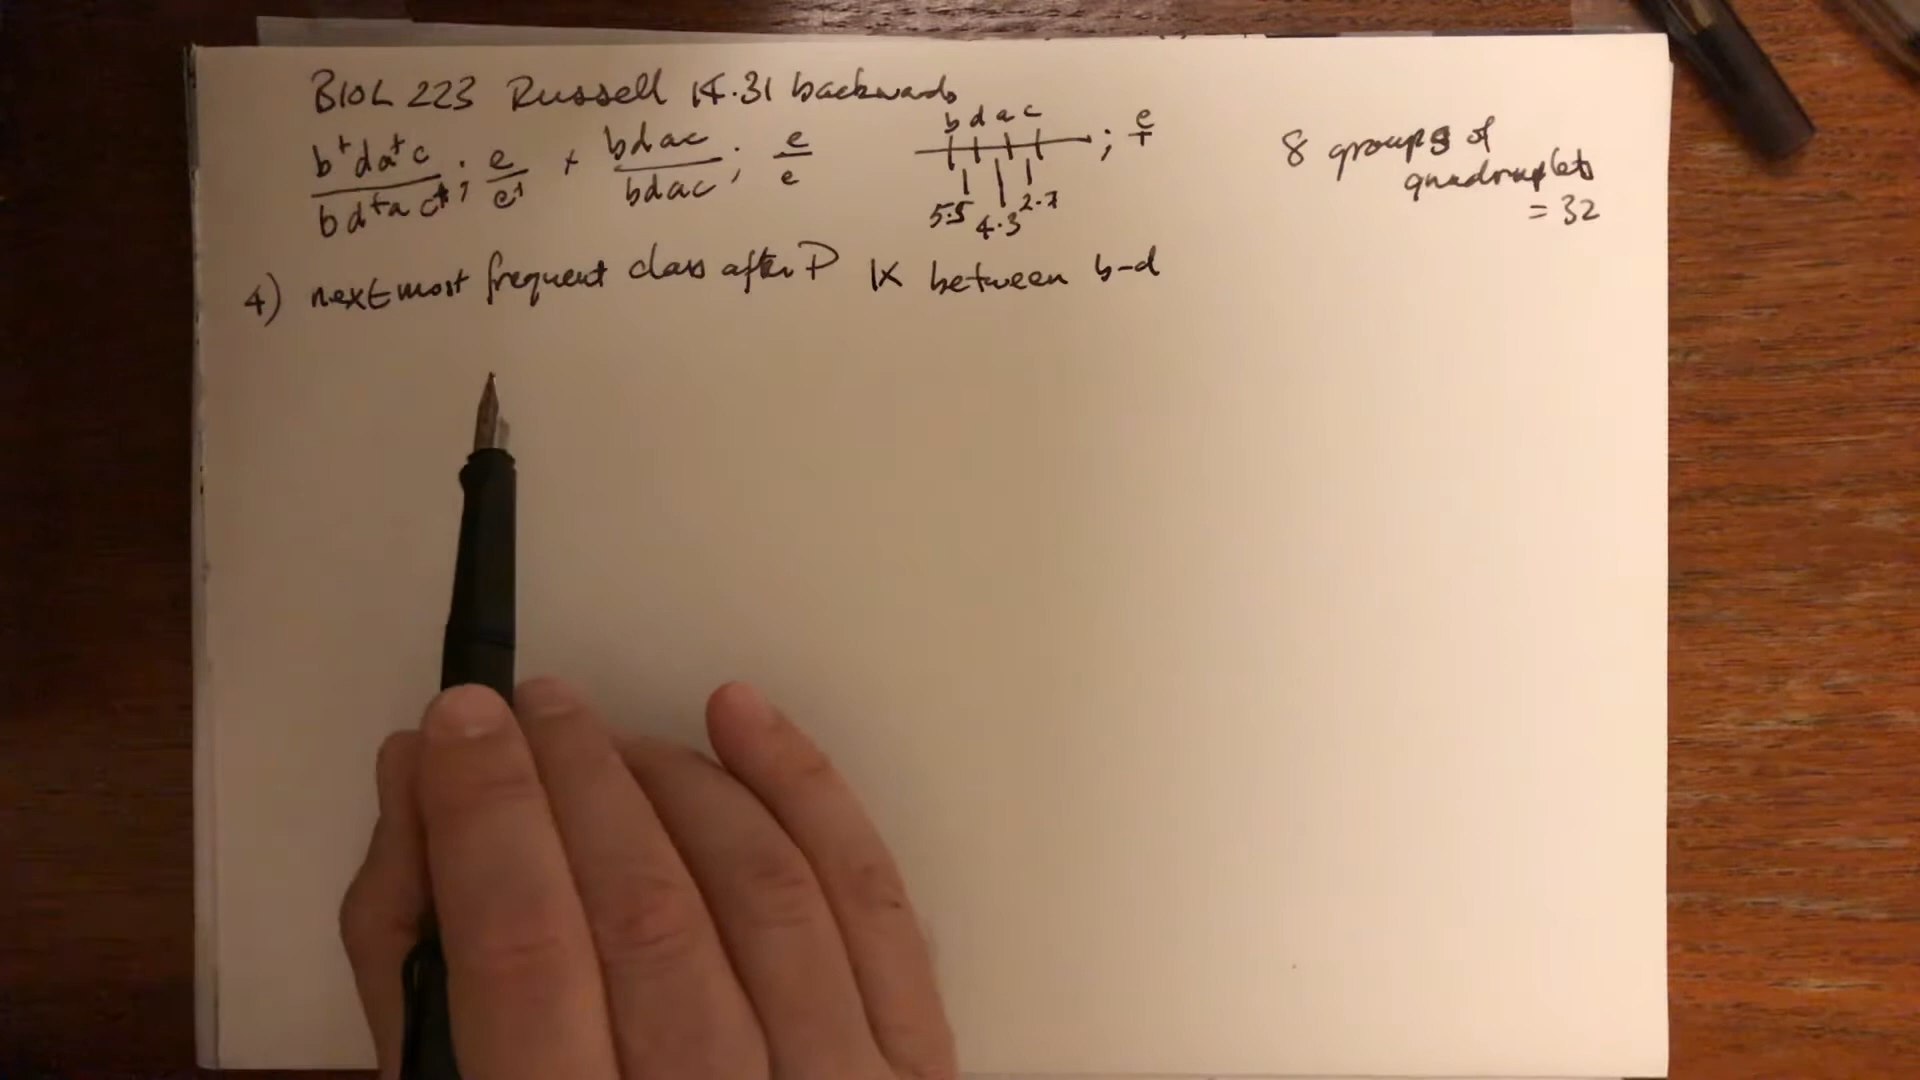 BIOL 223 Russell 14.31 backwards
b⁺da⁺c / bd⁺ac⁺ ; e / e⁺ × bdac / bdac ; e / e
b d a c ; e / +
5.5 4.3 2.7
8 groups of
quadruplets
= 32
4) next most frequent class after P 1X between b-d